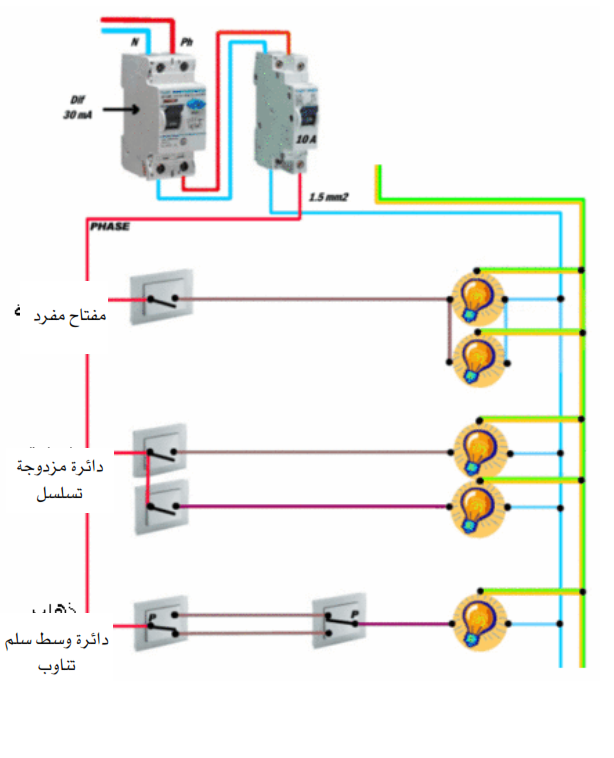 N
Ph
Dif
30 mA
10 A
1.5 mm2
PHASE
مفتاح مفرد
دائرة مزدوجة
تسلسل
P
P
دائرة وسط سلم
تناوب